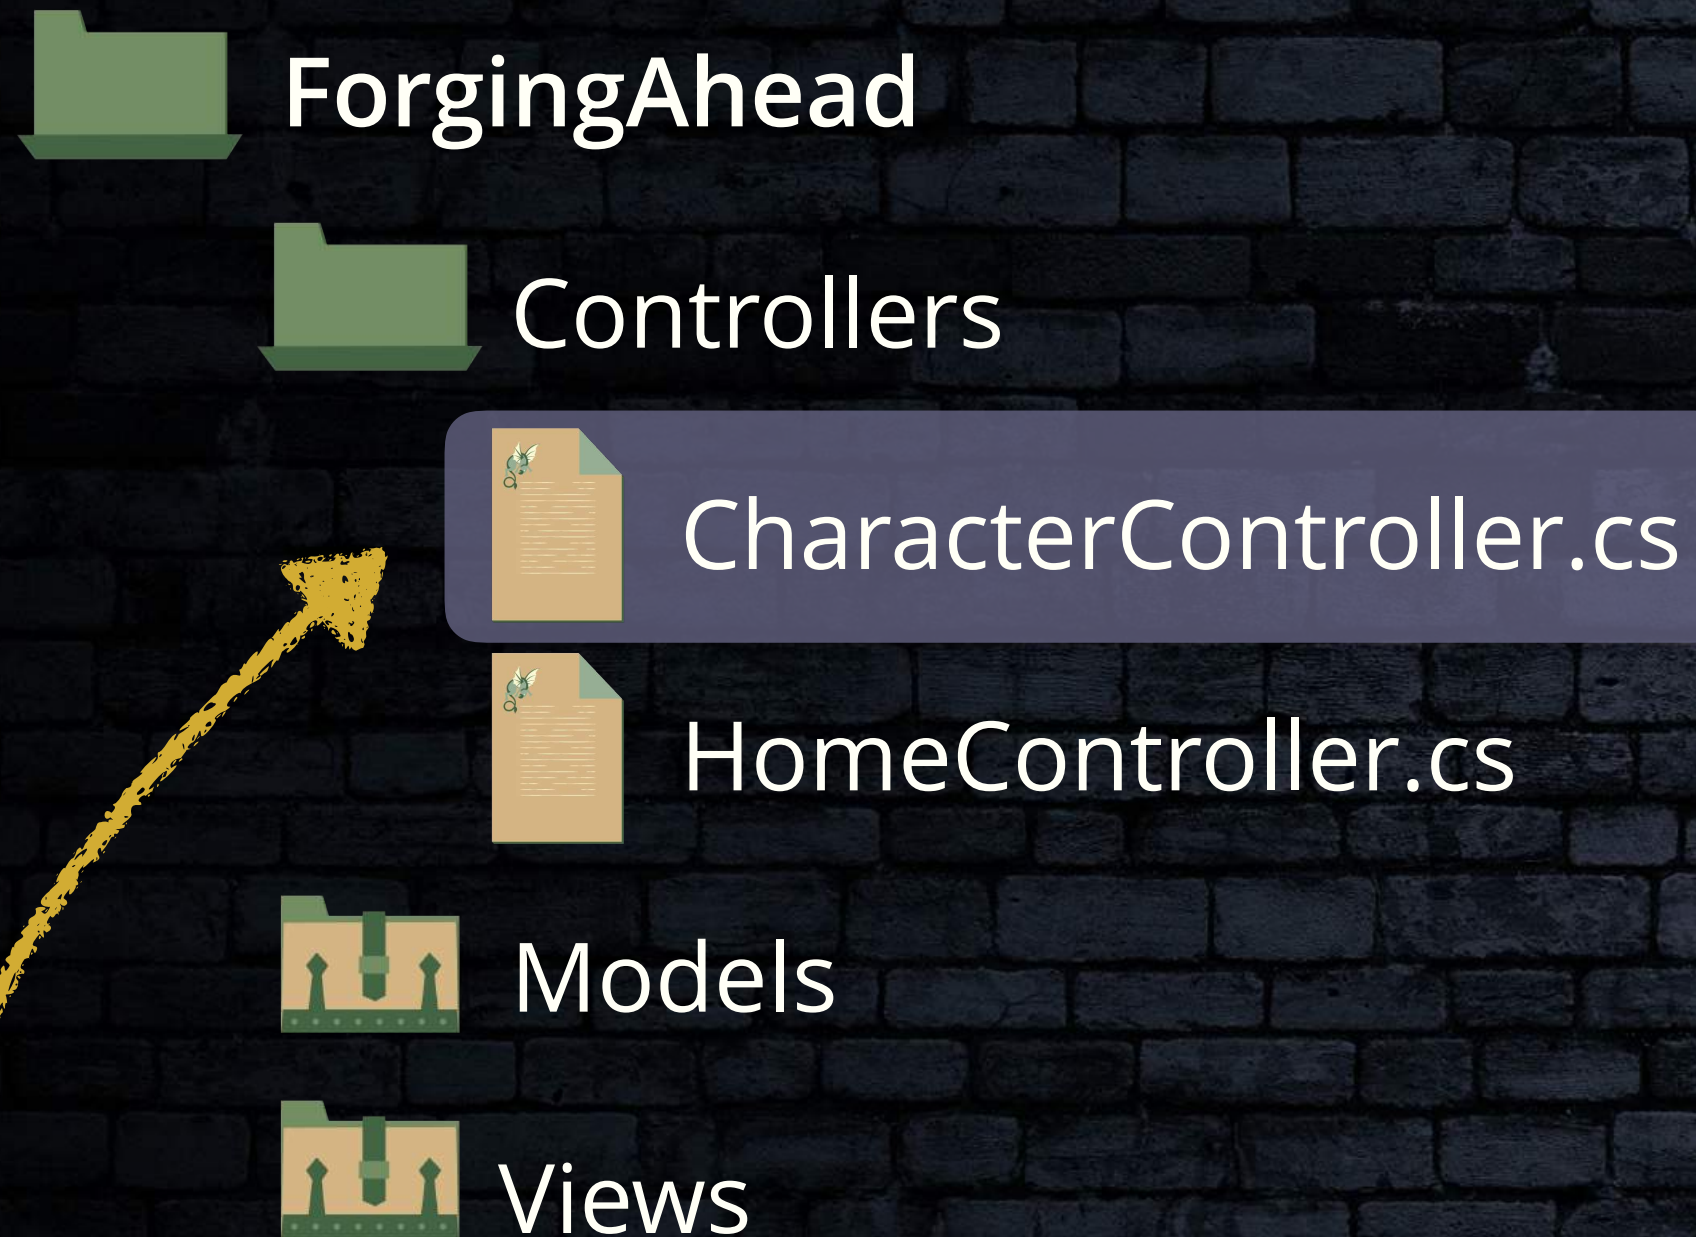 ForgingAhead
Controllers
CharacterController.cs
HomeController.cs
Models
Views